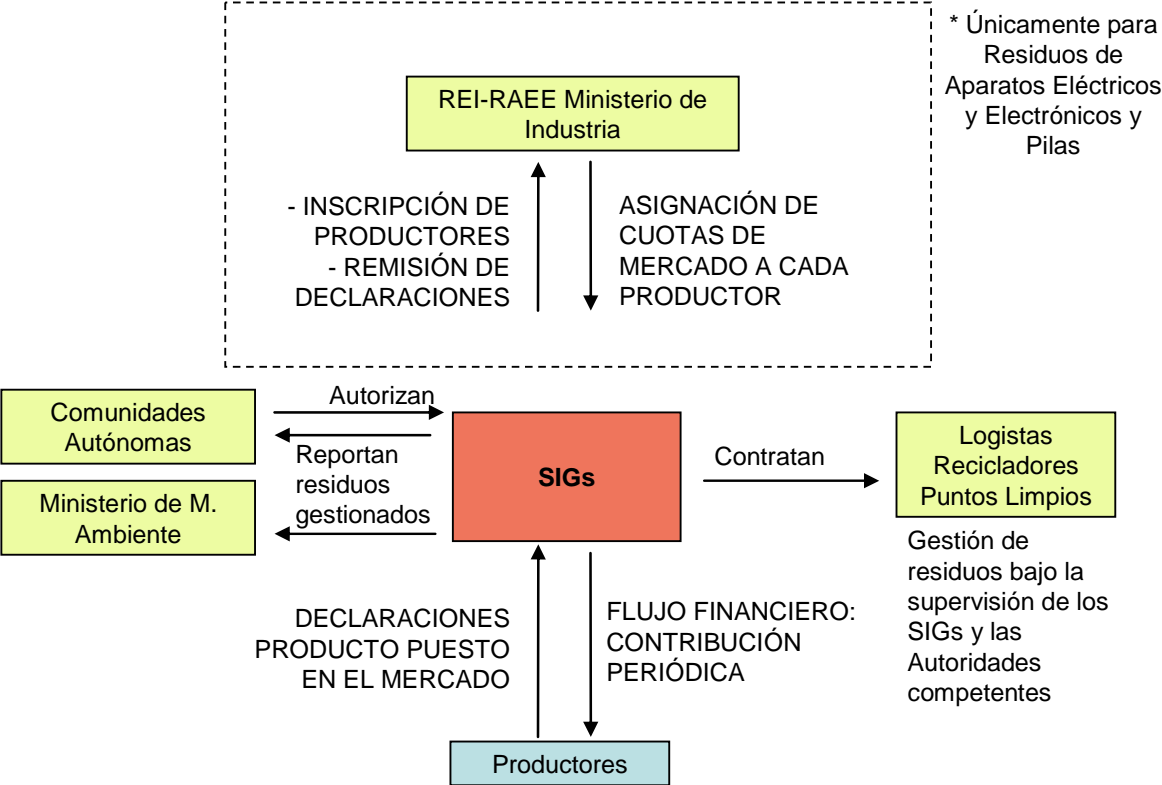 * Únicamente para
Residuos de
Aparatos Eléctricos
y Electrónicos y
Pilas
REI-RAEE Ministerio de
Industria
- INSCRIPCIÓN DE
PRODUCTORES
- REMISIÓN DE
DECLARACIONES
ASIGNACIÓN DE
CUOTAS DE
MERCADO A CADA
PRODUCTOR
Comunidades
Autónomas
Autorizan
Reportan
residuos
gestionados
Ministerio de M.
Ambiente
SIGs
Contratan
Logistas
Recicladores
Puntos Limpios
Gestión de
residuos bajo la
supervisión de los
SIGs y las
Autoridades
competentes
DECLARACIONES
PRODUCTO PUESTO
EN EL MERCADO
FLUJO FINANCIERO:
CONTRIBUCIÓN
PERIÓDICA
Productores